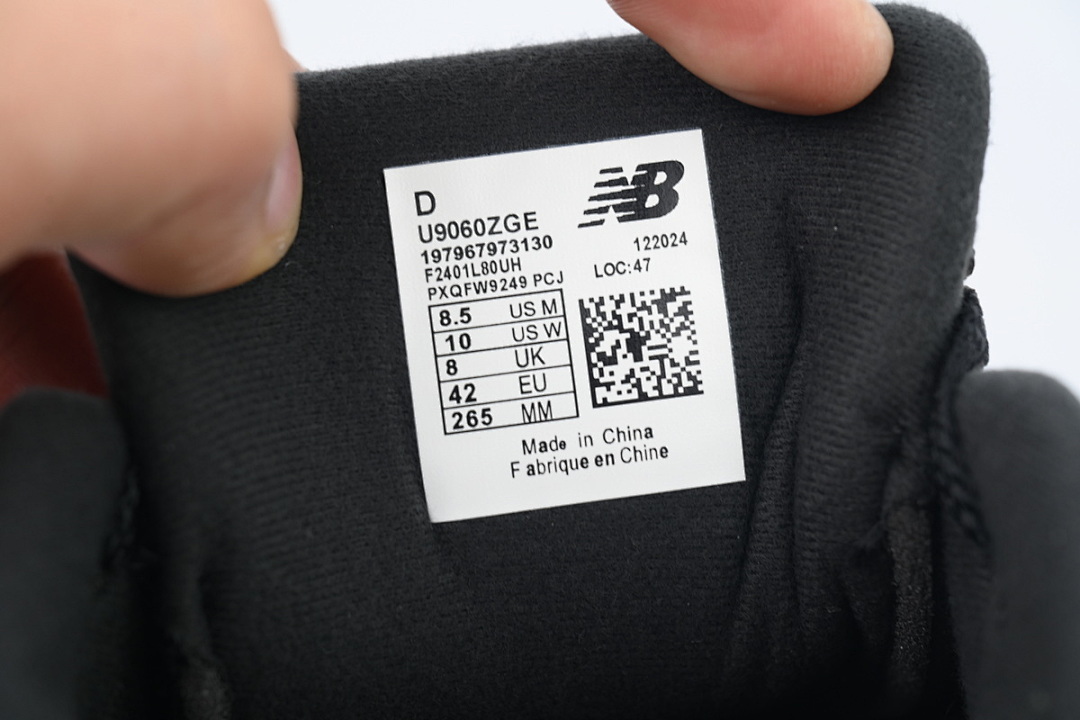 D
NB
U9060ZGE
197967973130
122024
F2401L80UH
LOC:47
PXQFW9249 PCJ
8.5 US M
10 US W
8 UK
42 EU
265 MM
Made in China
Fabrique en Chine